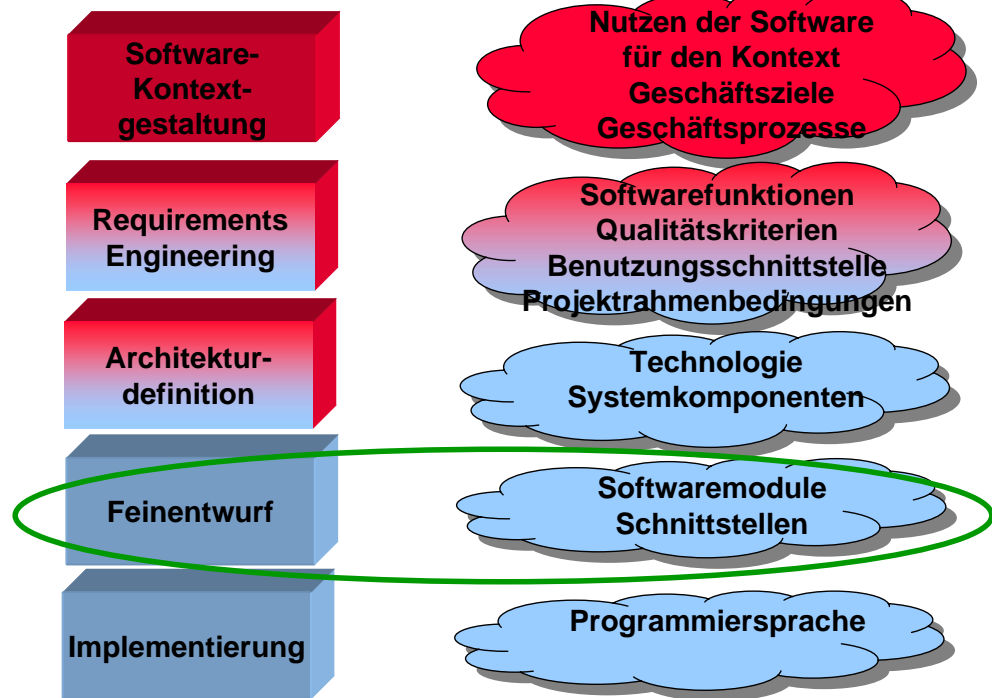 Software-
Kontext-
gestaltung
Nutzen der Software
für den Kontext
Geschäftsziele
Geschäftsprozesse
Requirements
Engineering
Softwarefunktionen
Qualitätskriterien
Benutzungsschnittstelle
Projektrahmenbedingungen
Architektur-
definition
Technologie
Systemkomponenten
Feinentwurf
Softwaremodule
Schnittstellen
Implementierung
Programmiersprache